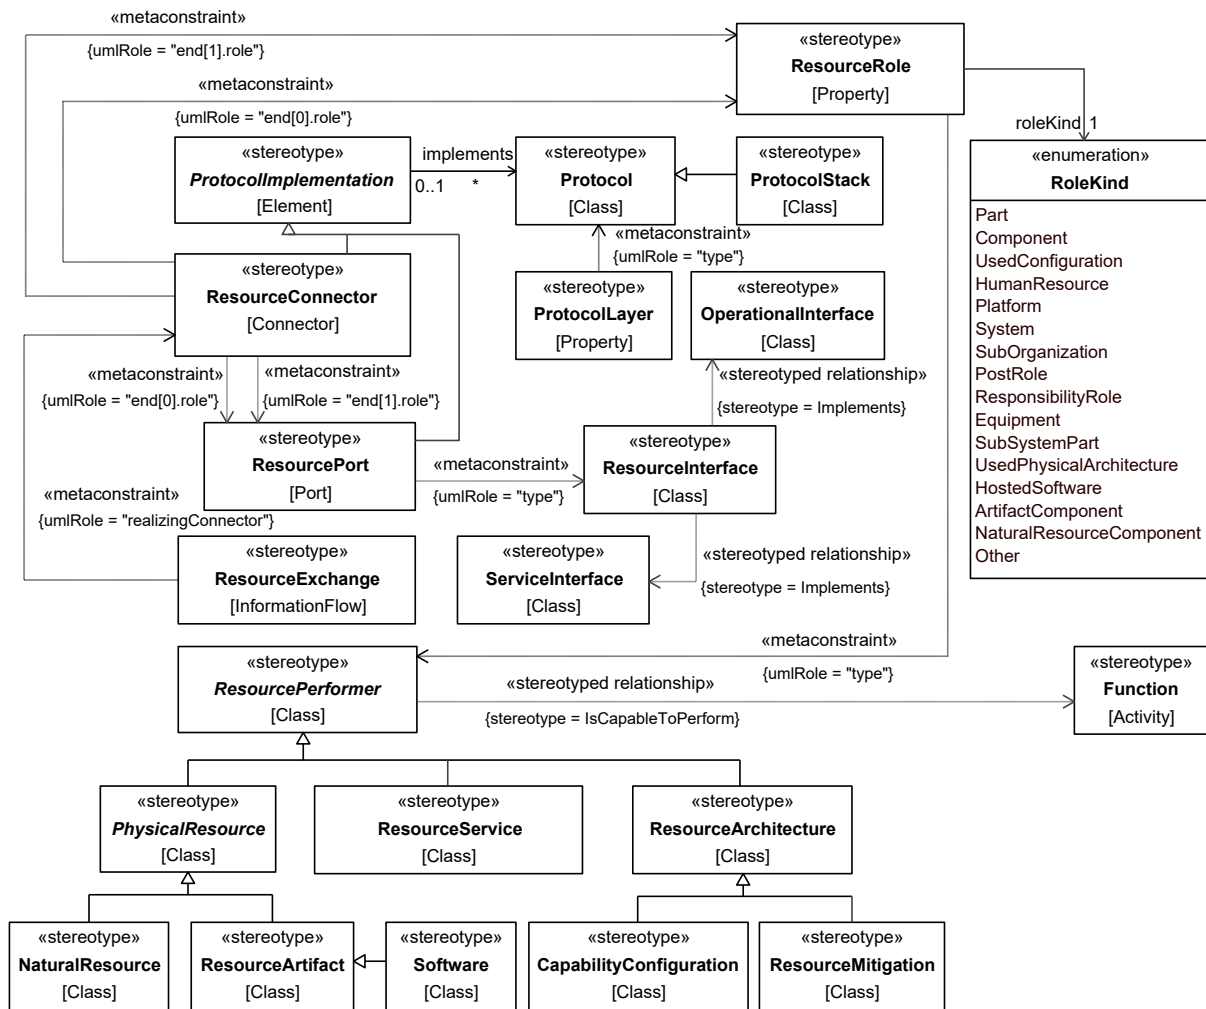 «metaconstraint»
{umlRole = "end[1].role"}
«metaconstraint»
{umlRole = "end[0].role"}
«stereotype»
ResourceRole
[Property]
roleKind 1
«enumeration»
RoleKind
Part
Component
UsedConfiguration
HumanResource
Platform
System
SubOrganization
PostRole
ResponsibilityRole
Equipment
SubSystemPart
UsedPhysicalArchitecture
HostedSoftware
ArtifactComponent
NaturalResourceComponent
Other
«stereotype»
ProtocolImplementation
[Element]
implements
0..1 *
«stereotype»
Protocol
[Class]
«stereotype»
ProtocolStack
[Class]
«metaconstraint»
{umlRole = "type"}
«stereotype»
ResourceConnector
[Connector]
«stereotype»
ProtocolLayer
[Property]
«stereotype»
OperationalInterface
[Class]
«metaconstraint»
{umlRole = "end[0].role"}
«metaconstraint»
{umlRole = "end[1].role"}
«stereotyped relationship»
{stereotype = Implements}
«stereotype»
ResourcePort
[Port]
«metaconstraint»
{umlRole = "type"}
«stereotype»
ResourceInterface
[Class]
«metaconstraint»
{umlRole = "realizingConnector"}
«stereotype»
ResourceExchange
[InformationFlow]
«stereotype»
ServiceInterface
[Class]
«stereotyped relationship»
{stereotype = Implements}
«metaconstraint»
{umlRole = "type"}
«stereotype»
ResourcePerformer
[Class]
«stereotyped relationship»
{stereotype = IsCapableToPerform}
«stereotype»
Function
[Activity]
«stereotype»
PhysicalResource
[Class]
«stereotype»
ResourceService
[Class]
«stereotype»
ResourceArchitecture
[Class]
«stereotype»
NaturalResource
[Class]
«stereotype»
ResourceArtifact
[Class]
«stereotype»
Software
[Class]
«stereotype»
CapabilityConfiguration
[Class]
«stereotype»
ResourceMitigation
[Class]